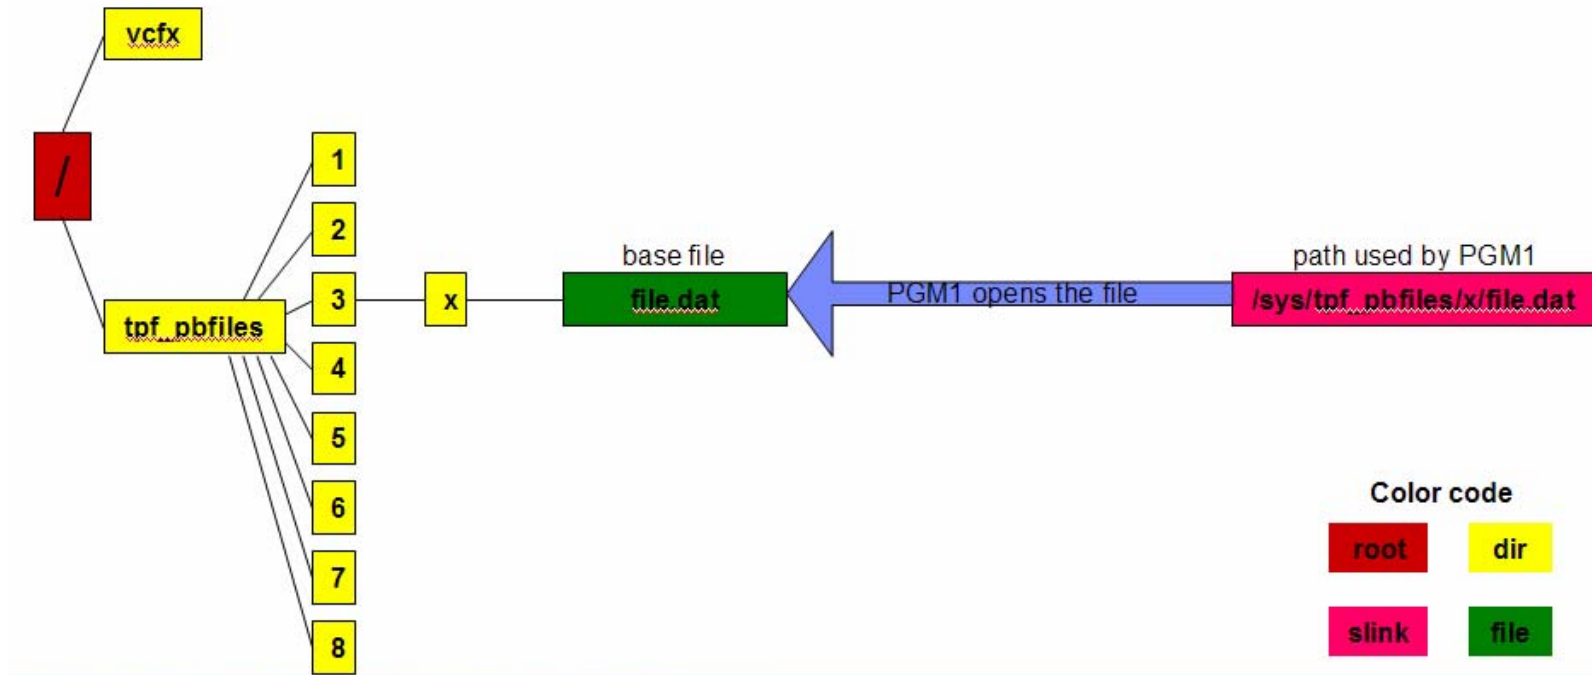 vcfx
/
1
2
base file
path used by PGM1
3
x
file.dat
PGM1 opens the file
/sys/tpf_pbfiles/x/file.dat
tpf_pbfiles
4
5
6
7
8
Color code
root
dir
slink
file